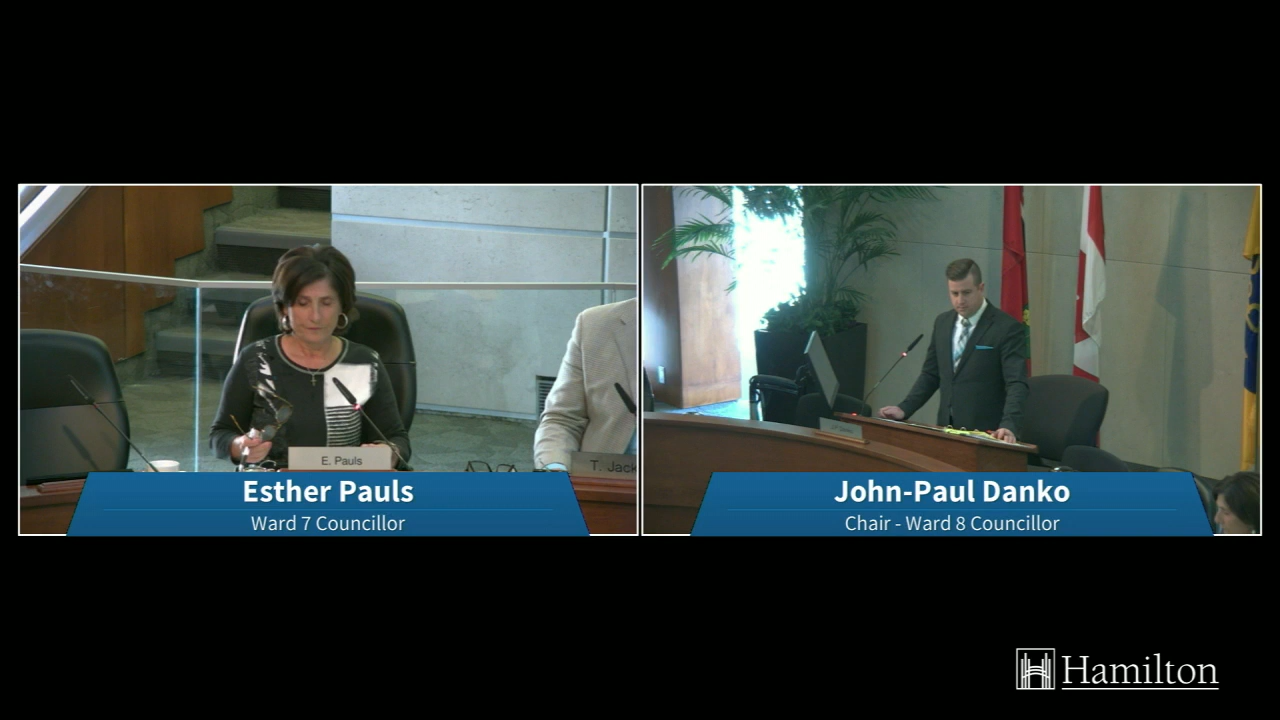 E. Pauls
T. Jack
Esther Pauls
Ward 7 Councillor
John-Paul Danko
Chair - Ward 8 Councillor
Hamilton